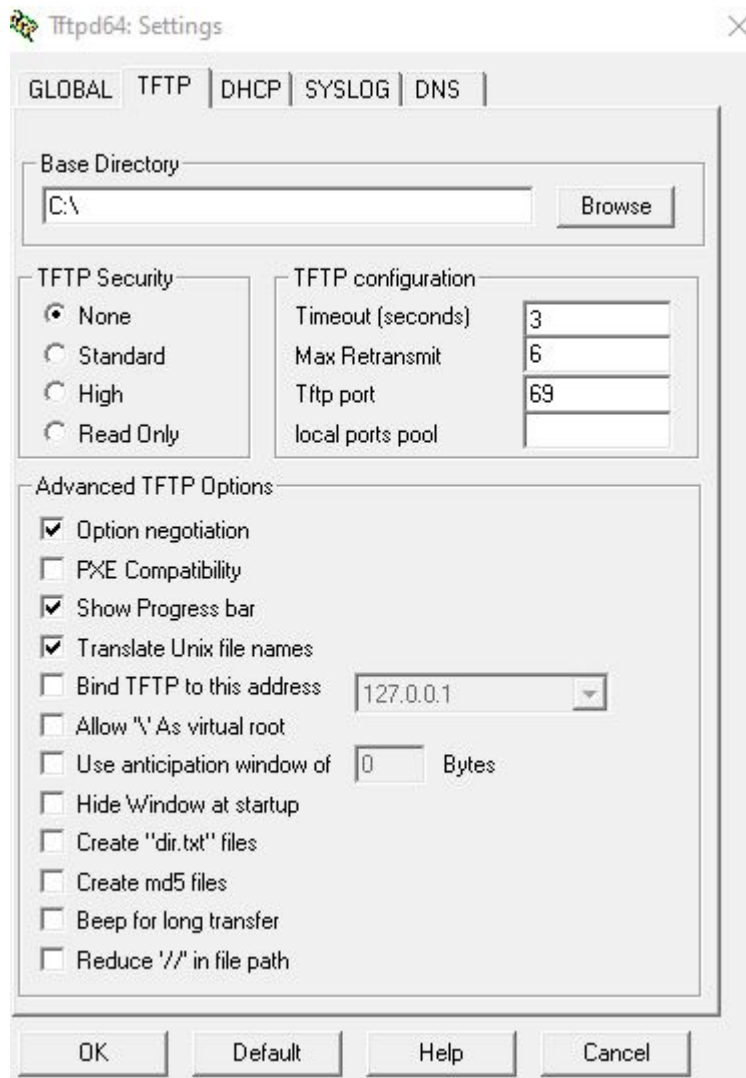 Tftpd64: Settings
GLOBAL TFTP DHCP SYSLOG DNS
Base Directory
C:\ Browse
TFTP Security
None
Standard
High
Read Only
TFTP configuration
Timeout (seconds) 3
Max Retransmit 6
Tftp port 69
local ports pool
Advanced TFTP Options
Option negotiation
PXE Compatibility
Show Progress bar
Translate Unix file names
Bind TFTP to this address 127.0.0.1
Allow '\' As virtual root
Use anticipation window of 0 Bytes
Hide Window at startup
Create "dir.txt" files
Create md5 files
Beep for long transfer
Reduce '//' in file path
OK Default Help Cancel